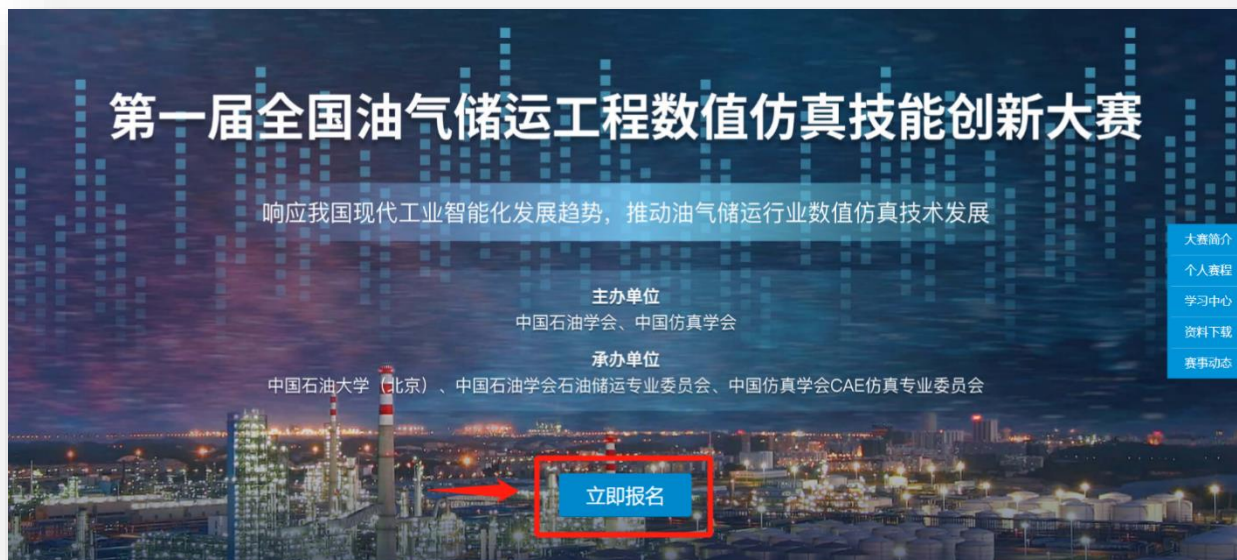 第一届全国油气储运工程数值仿真技能创新大赛
响应我国现代工业智能化发展趋势，推动油气储运行业数值仿真技术发展
主办单位
中国石油学会、中国仿真学会
承办单位
中国石油大学（北京）、中国石油学会石油储运专业委员会、中国仿真学会CAE仿真专业委员会
立即报名
大赛简介
个人赛程
学习中心
资料下载
赛事动态